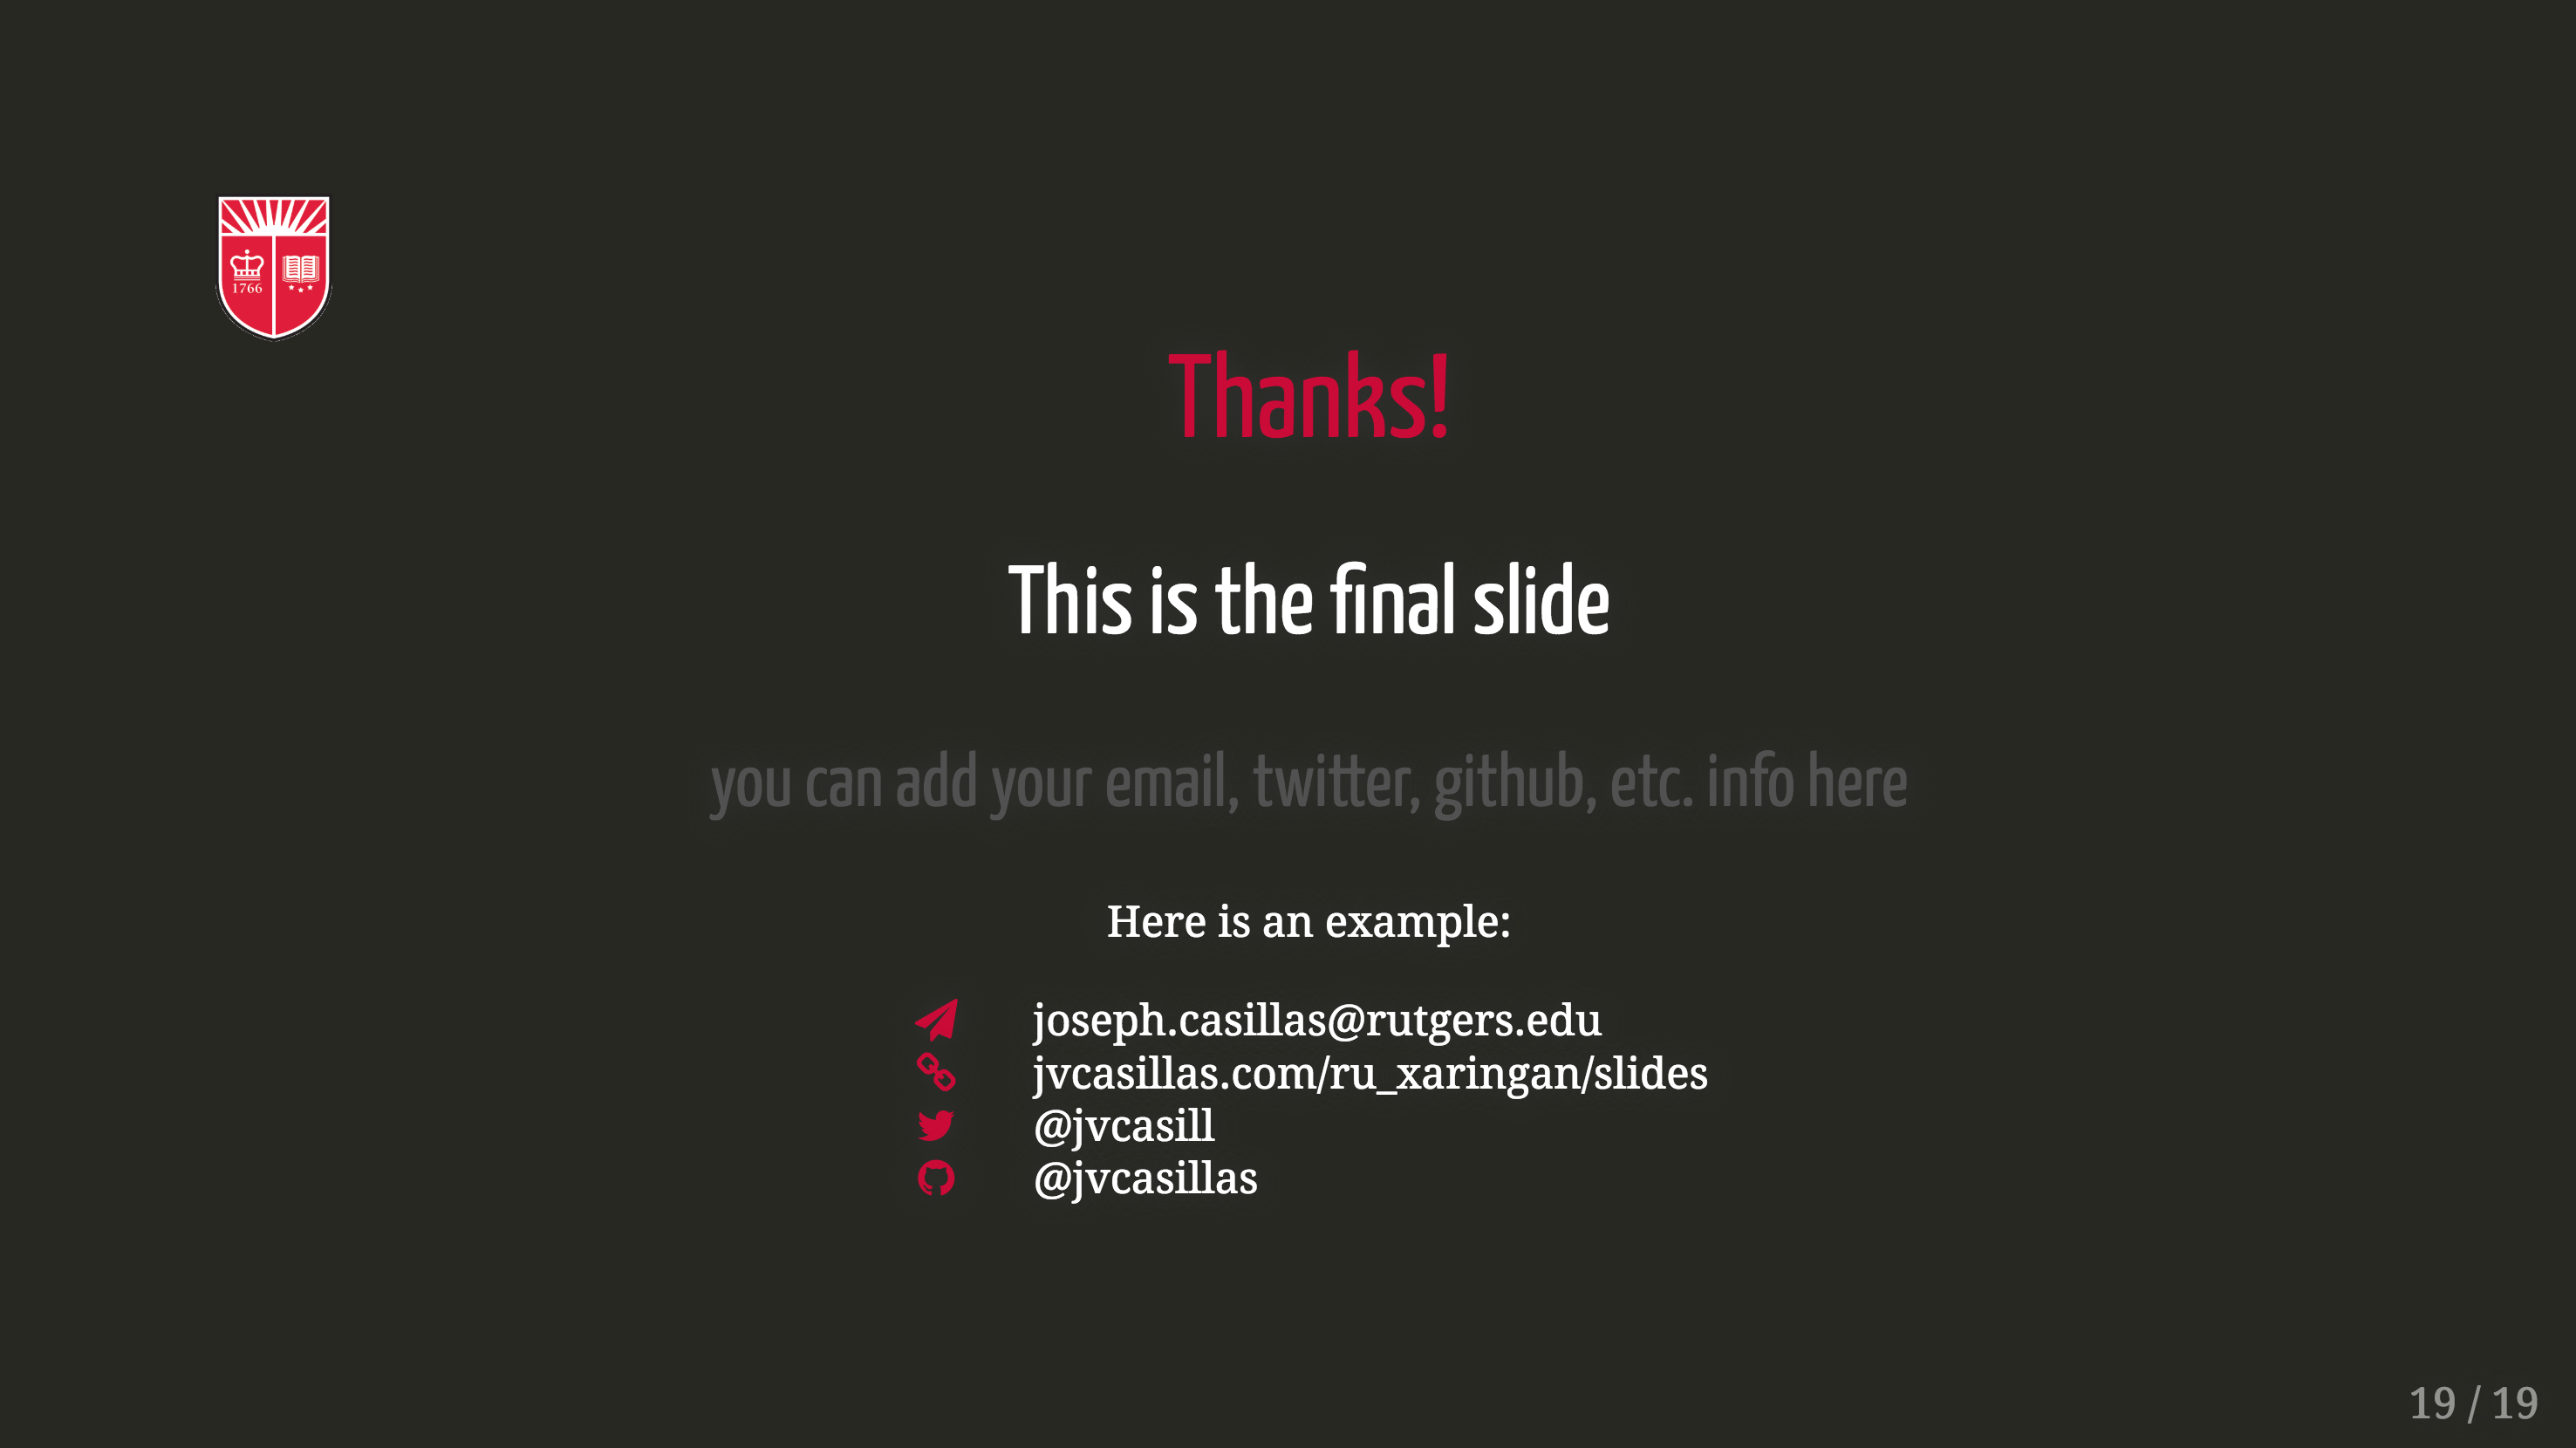 1766
Thanks!
This is the final slide
you can add your email, twitter, github, etc. info here
Here is an example:
joseph.casillas@rutgers.edu
jvcasillas.com/ru_xaringan/slides
@jvcasill
@jvcasillas
19 / 19